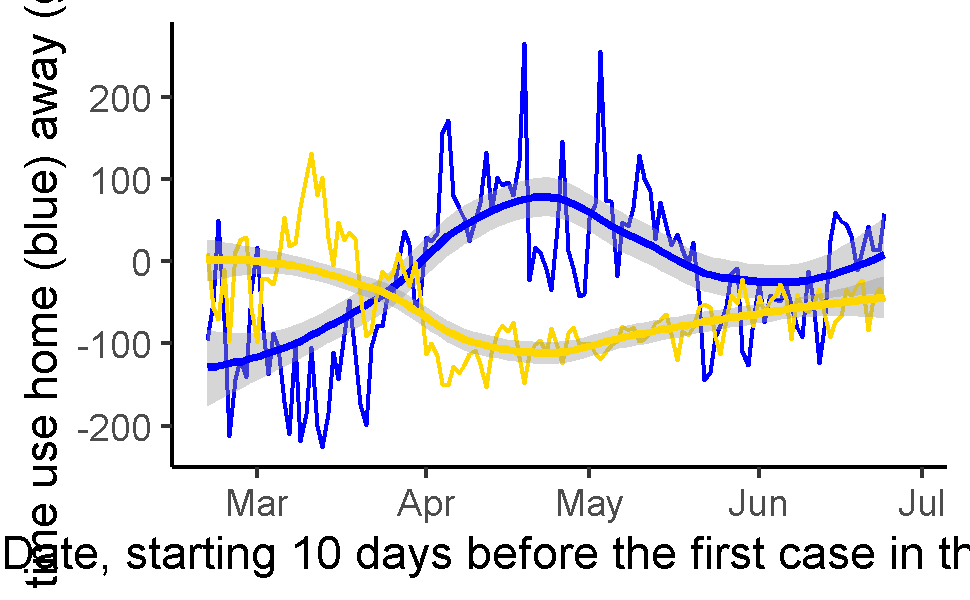 time use home (blue) away (
200
100
0
-100
-200
Mar Apr May Jun Jul
Date, starting 10 days before the first case in th